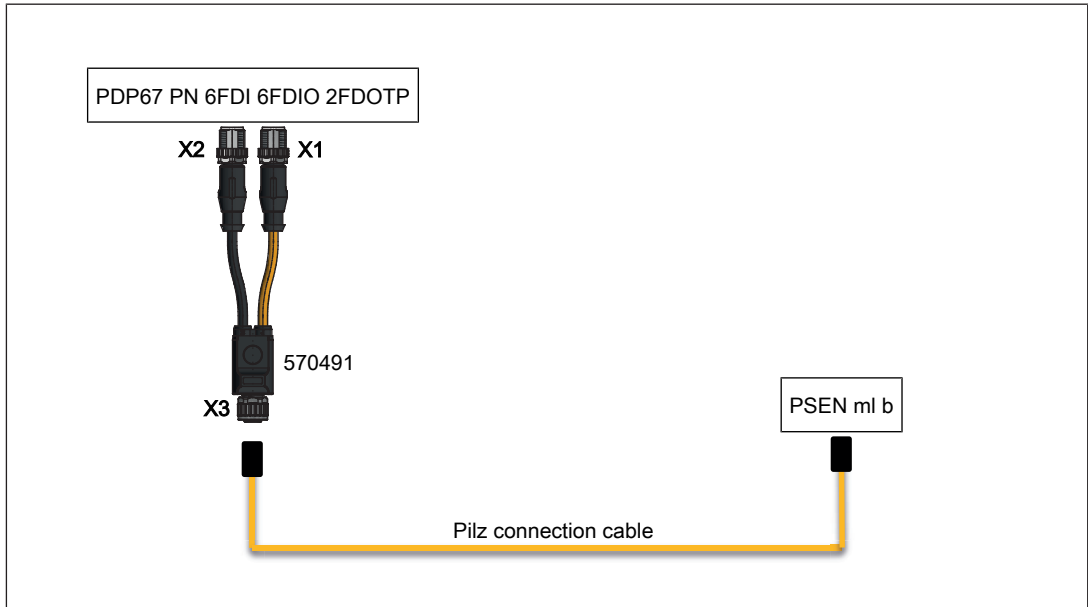 PDP67 PN 6FDI 6FDIO 2FDOTP
X2
X1
570491
X3
PSEN ml b
Pilz connection cable